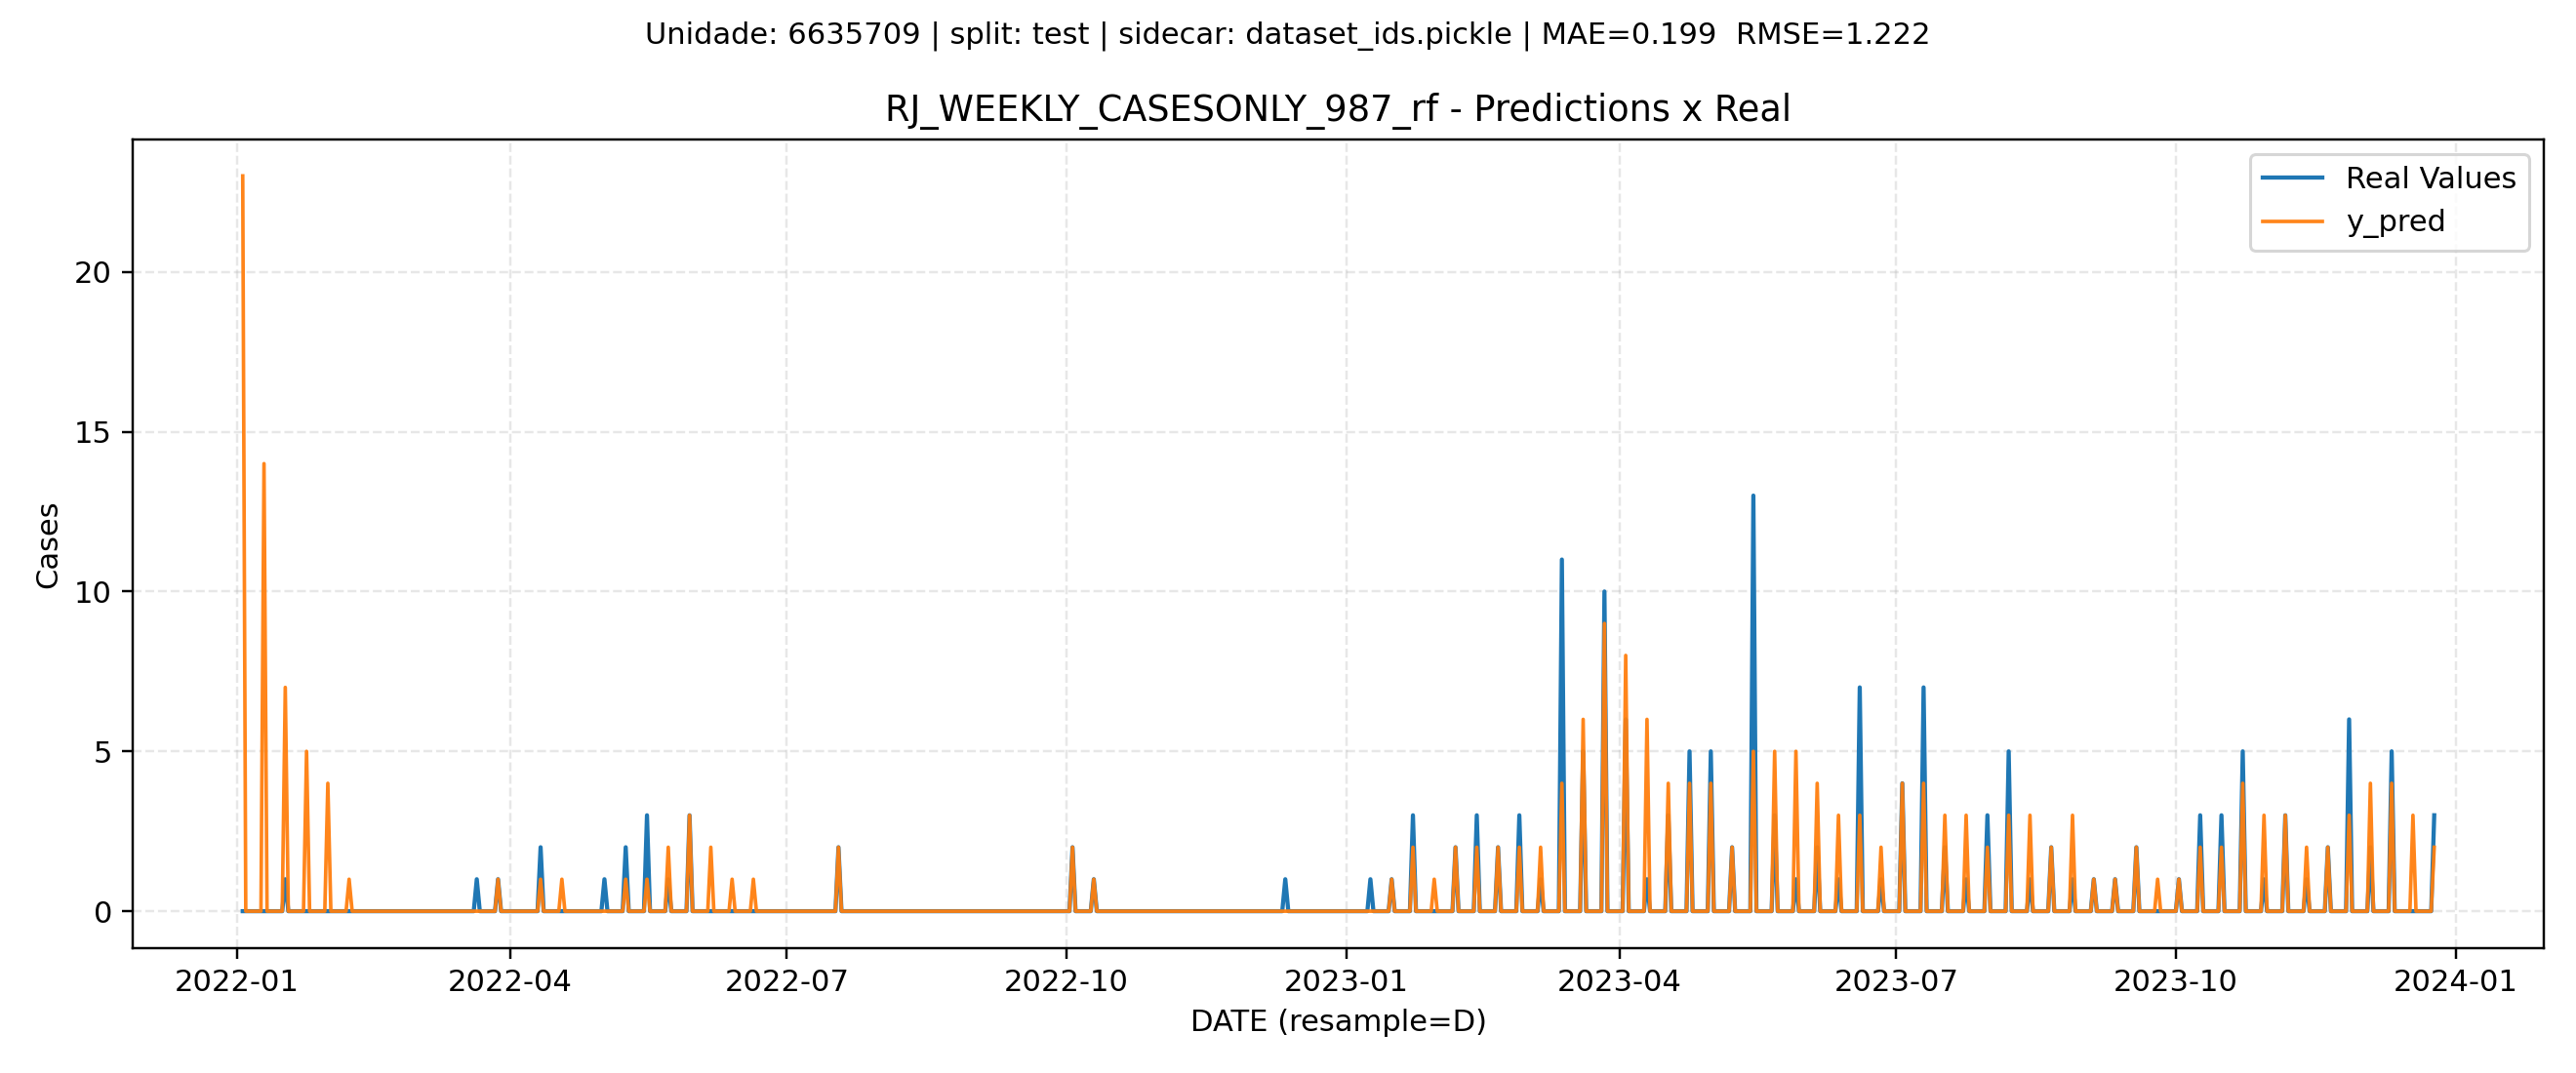 Unidade: 6635709 | split: test | sidecar: dataset_ids.pickle | MAE=0.199  RMSE=1.222
RJ_WEEKLY_CASESONLY_987_rf - Predictions x Real
Real Values
y_pred
Cases
20
15
10
5
0
2022-01
2022-04
2022-07
2022-10
2023-01
2023-04
2023-07
2023-10
2024-01
DATE (resample=D)